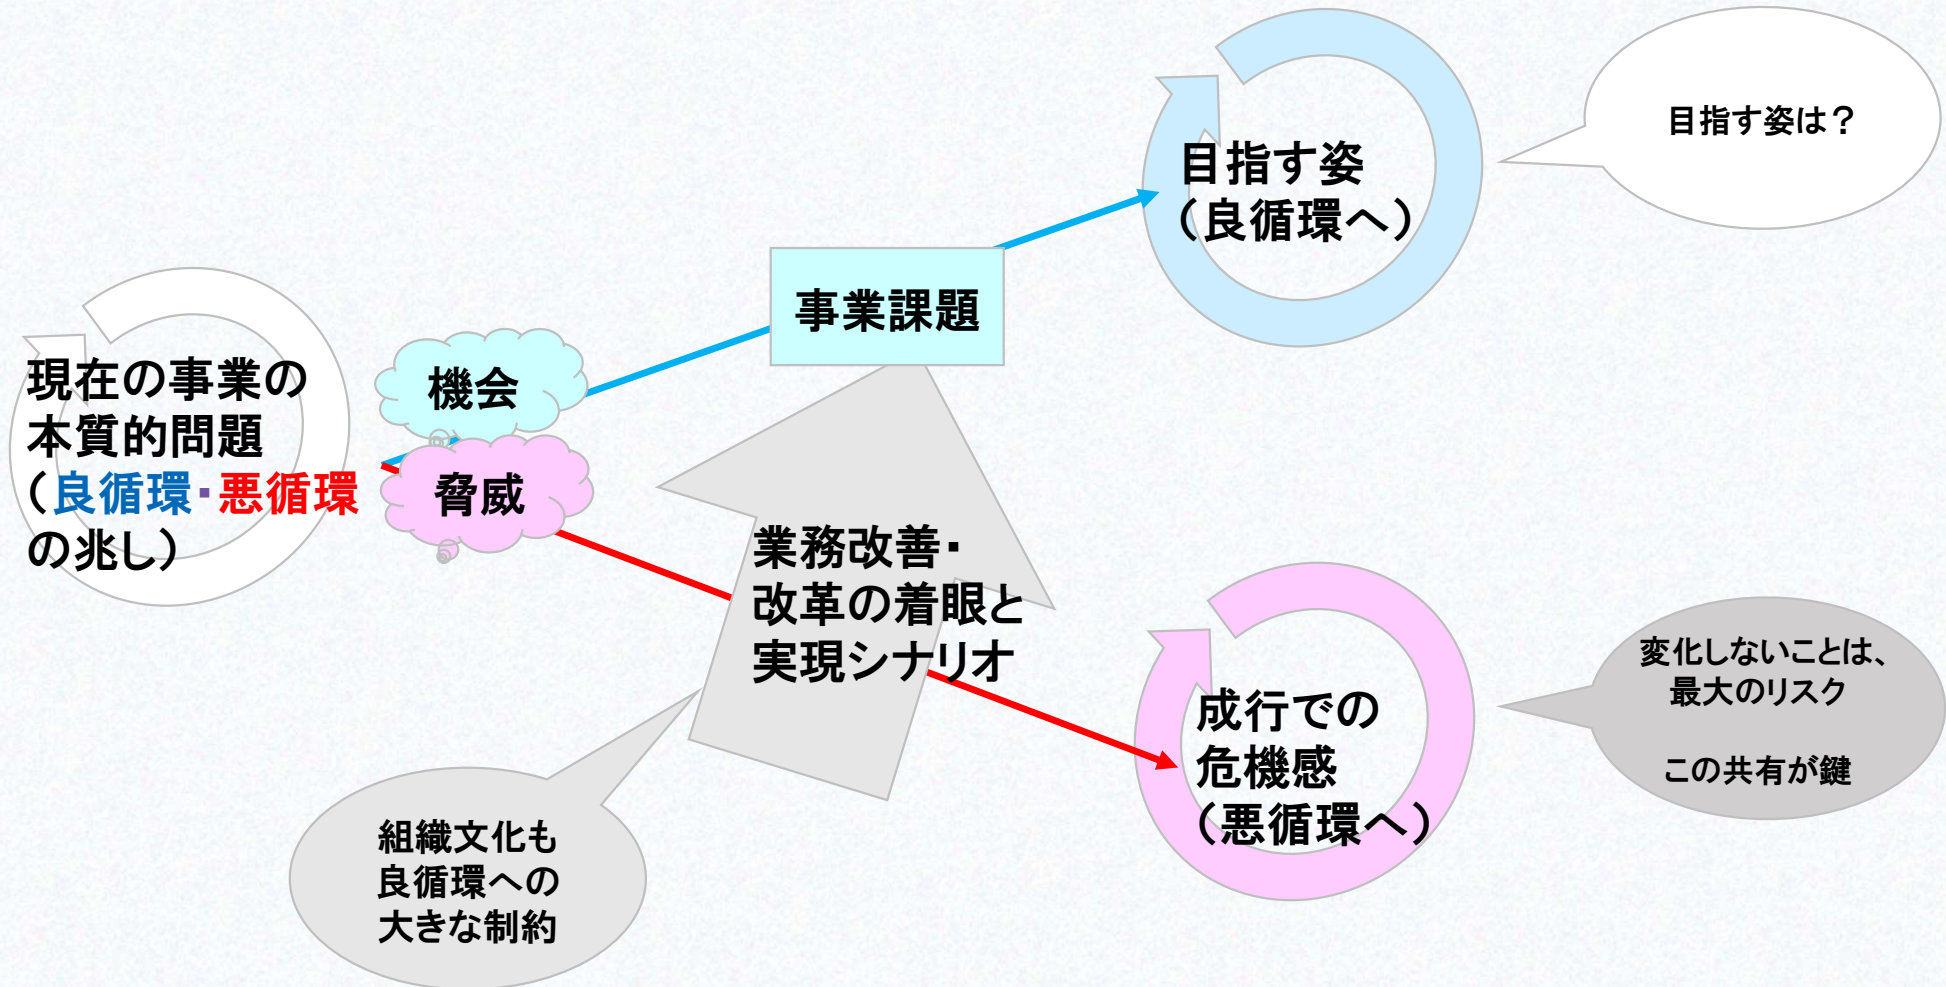 目指す姿は？
目指す姿
（良循環へ）
事業課題
現在の事業の
本質的問題
（良循環・悪循環
の兆し）
機会
脅威
業務改善・
改革の着眼と
実現シナリオ
変化しないことは、
最大のリスク
この共有が鍵
成行での
危機感
（悪循環へ）
組織文化も
良循環への
大きな制約